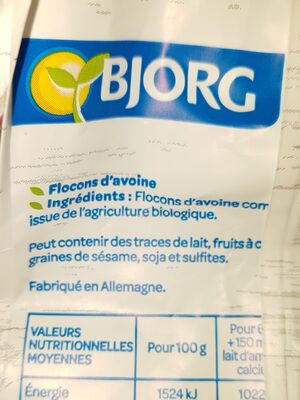 BJORG
Flocons d'avoine
Ingrédients : Flocons d'avoine com
issue de l'agriculture biologique.
Peut contenir des traces de lait, fruits à c
graines de sésame, soja et sulfites.
Fabriqué en Allemagne.
VALEURS
NUTRITIONNELLES
MOYENNES
Pour 100 g
Pour 6
+ 150 m
lait d'am
calciu
Énergie
1524 kJ
1022